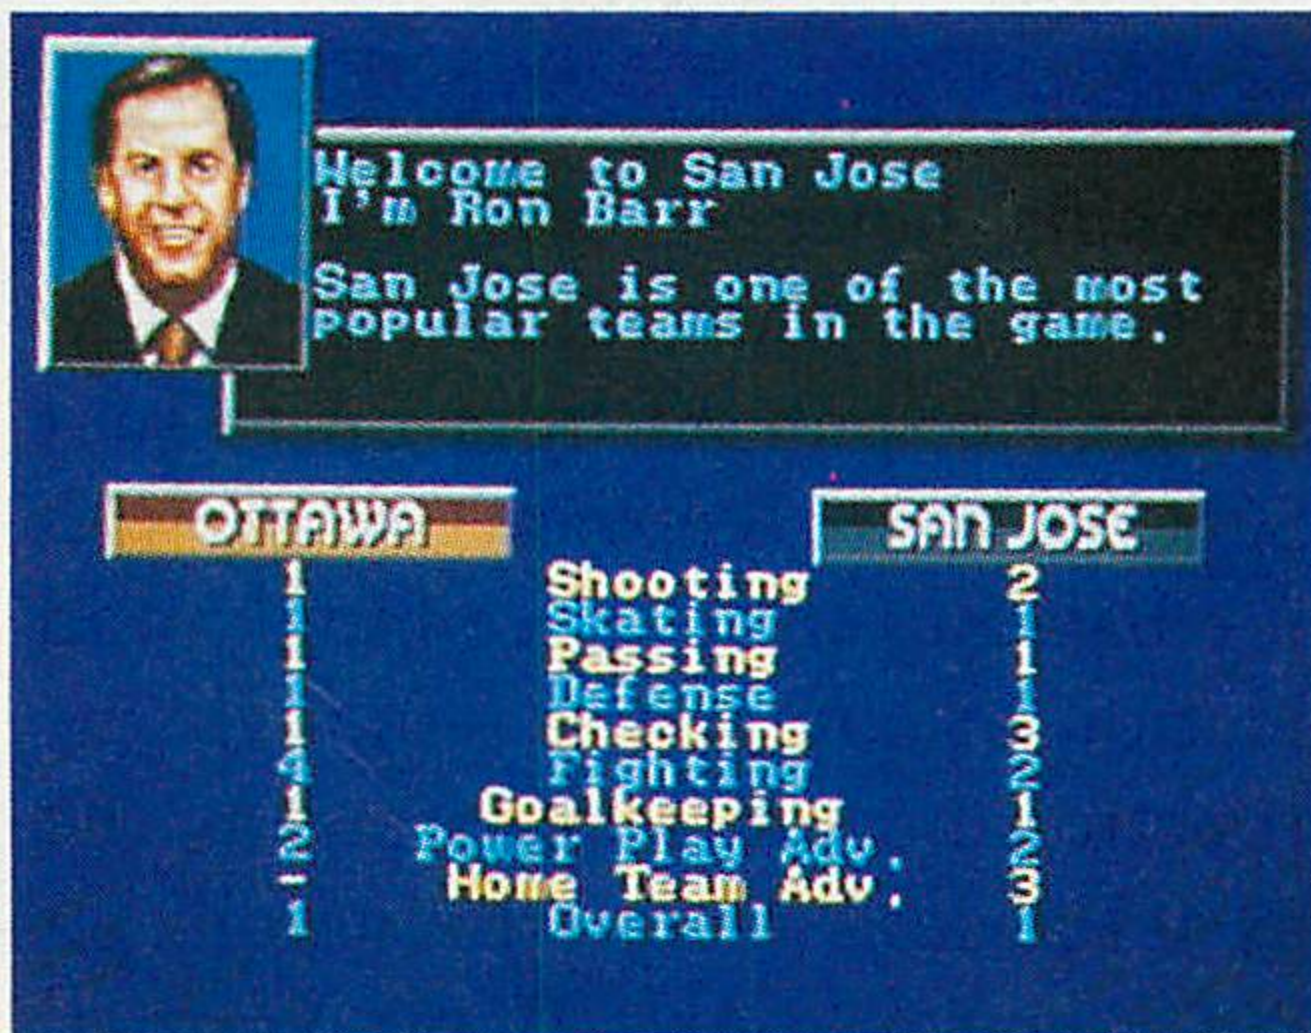 Welcome to San Jose
I'm Ron Barr
San Jose is one of the most
popular teams in the game.
OTTAWA SAN JOSE
1 Shooting 2
1 Skating 1
1 Passing 1
1 Defense 1
1 Checking 3
4 Fighting 2
1 Goalkeeping 1
2 Power Play Adv. 2
- Home Team Adv. 3
1 Overall 1